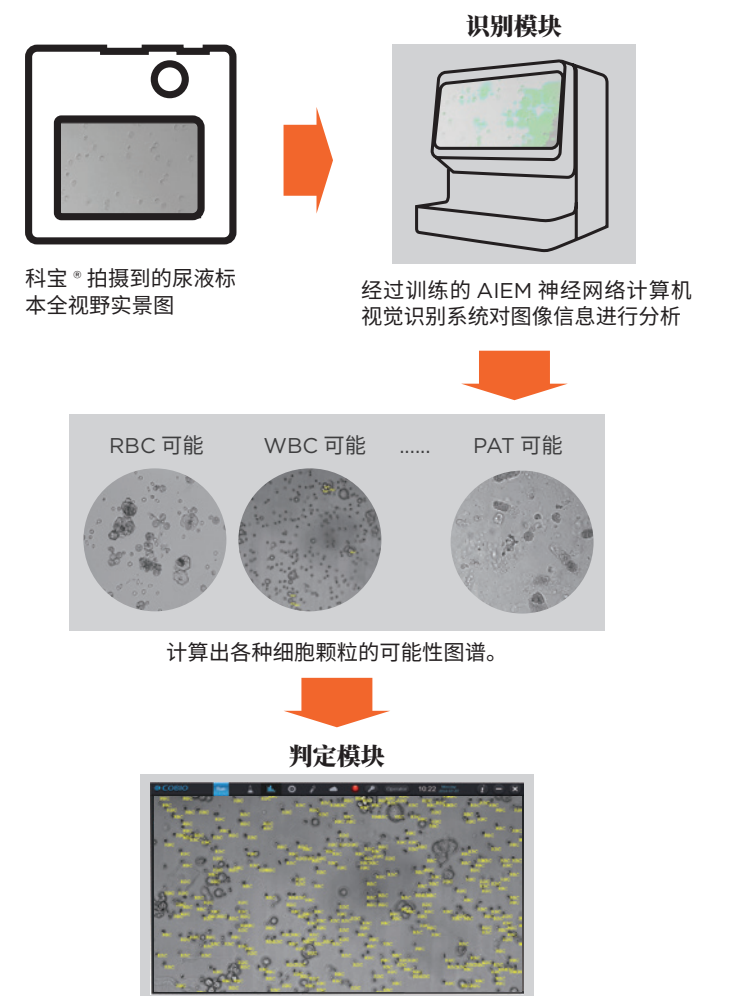 识别模块
科宝 ® 拍摄到的尿液标
本全视野实景图
经过训练的 AIEM 神经网络计算机
视觉识别系统对图像信息进行分析
RBC 可能 WBC 可能 ...... PAT 可能
计算出各种细胞颗粒的可能性图谱。
判定模块
COBIO
10:22